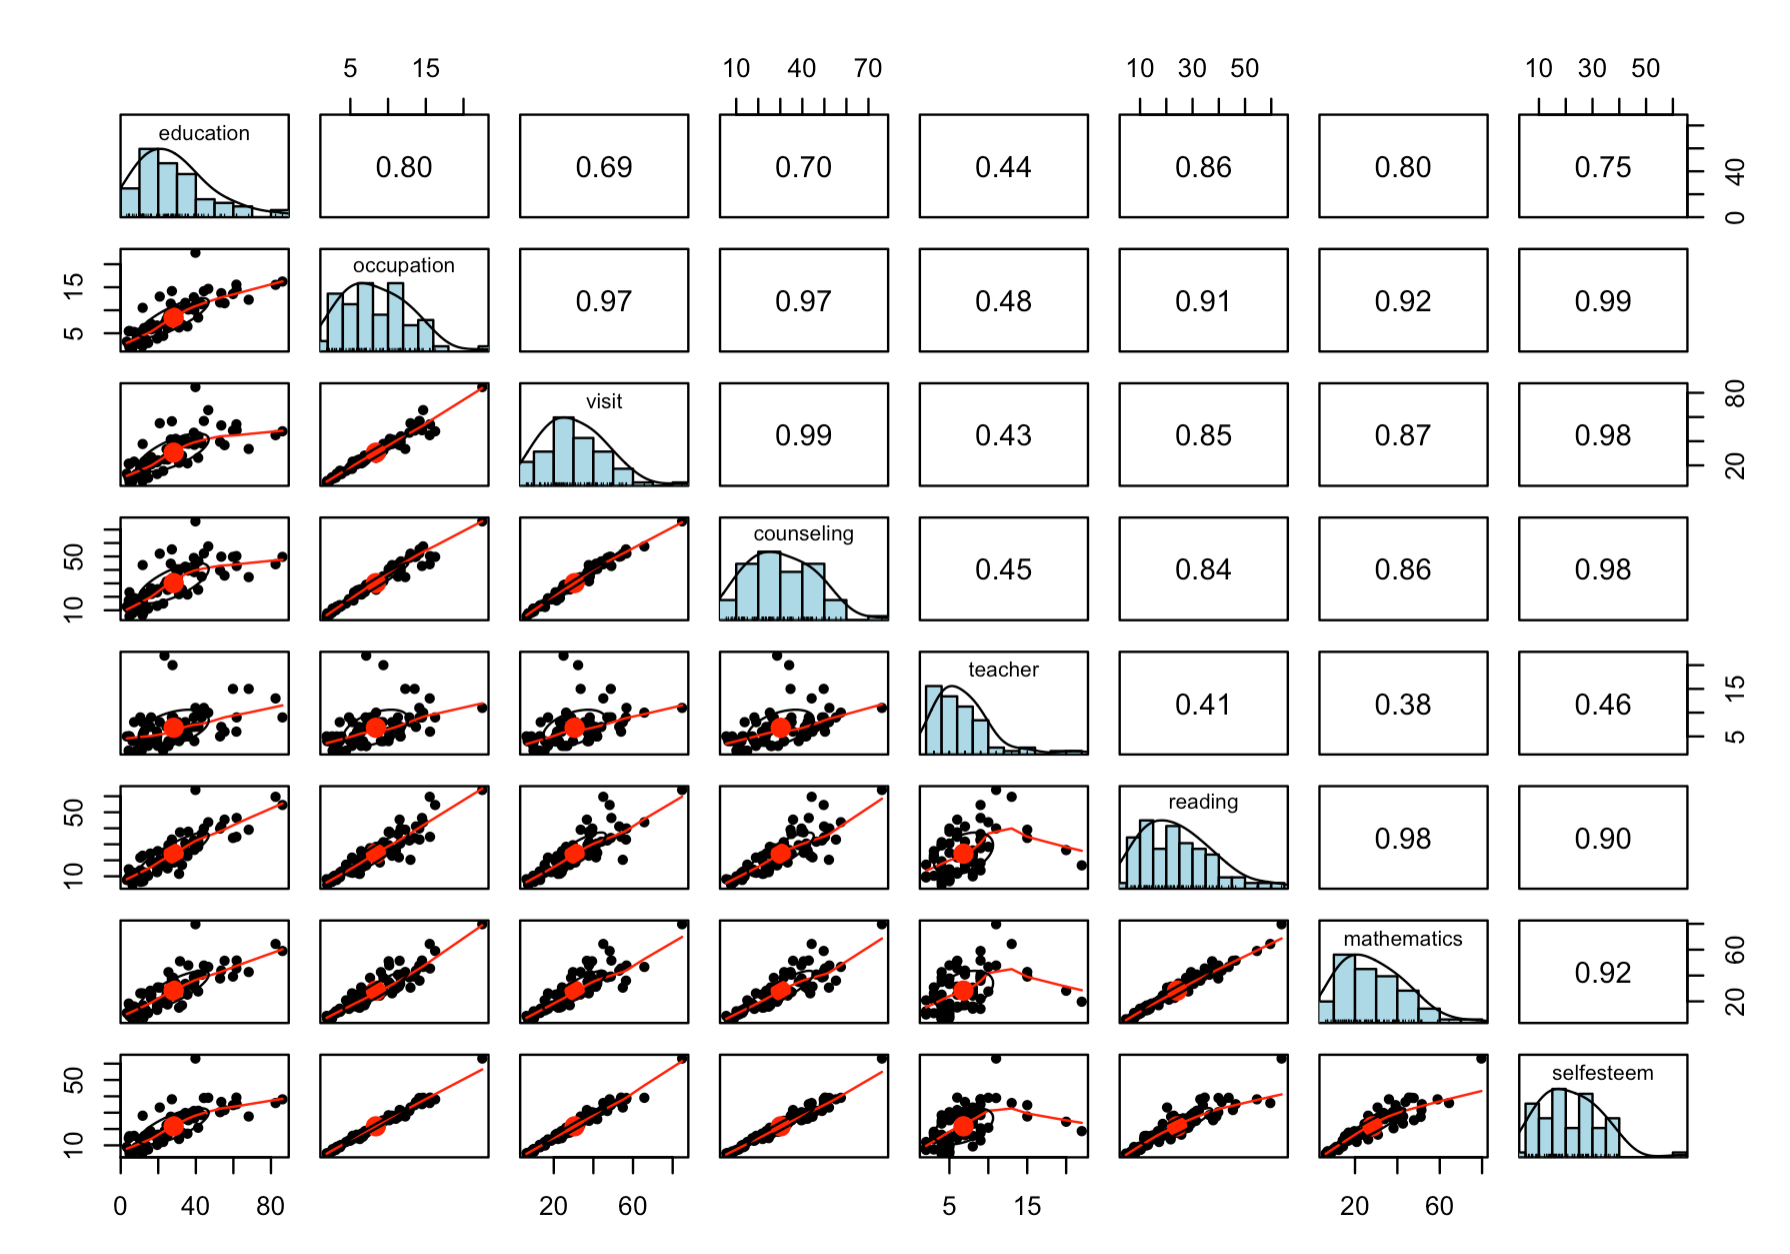 5 15 10 40 70 10 30 50 10 30 50
education 0.80 0.69 0.70 0.44 0.86 0.80 0.75 0 40
5 15 occupation 0.97 0.97 0.48 0.91 0.92 0.99
visit 0.99 0.43 0.85 0.87 0.98 20 80
10 50 counseling 0.45 0.84 0.86 0.98
teacher 0.41 0.38 0.46 5 15
10 50 reading 0.98 0.90
mathematics 0.92 20 60
10 50 selfesteem
0 40 80 20 60 5 15 20 60